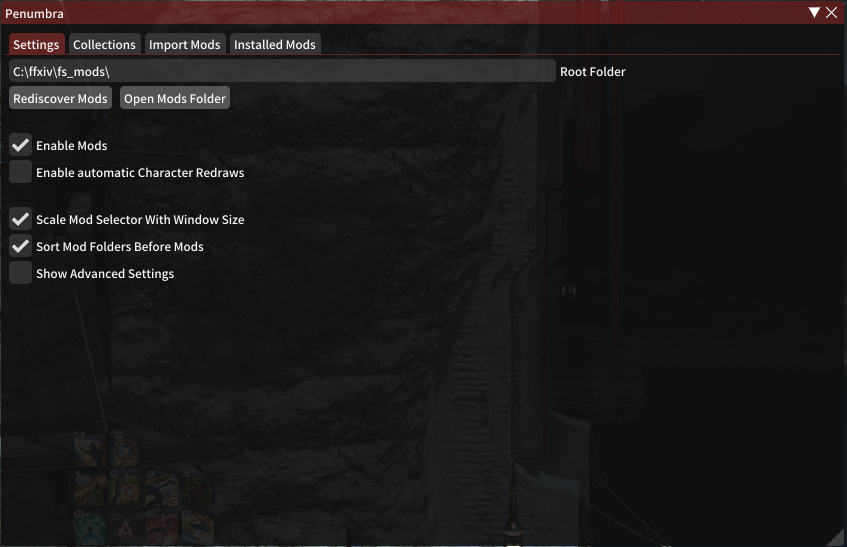 Penumbra
Settings Collections Import Mods Installed Mods
C:\ffxiv\fs_mods\ Root Folder
Rediscover Mods Open Mods Folder
Enable Mods
Enable automatic Character Redraws
Scale Mod Selector With Window Size
Sort Mod Folders Before Mods
Show Advanced Settings